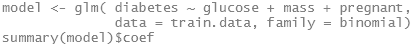 model <- glm( diabetes ~ glucose + mass + pregnant,
data = train.data, family = binomial)
summary(model)$coef